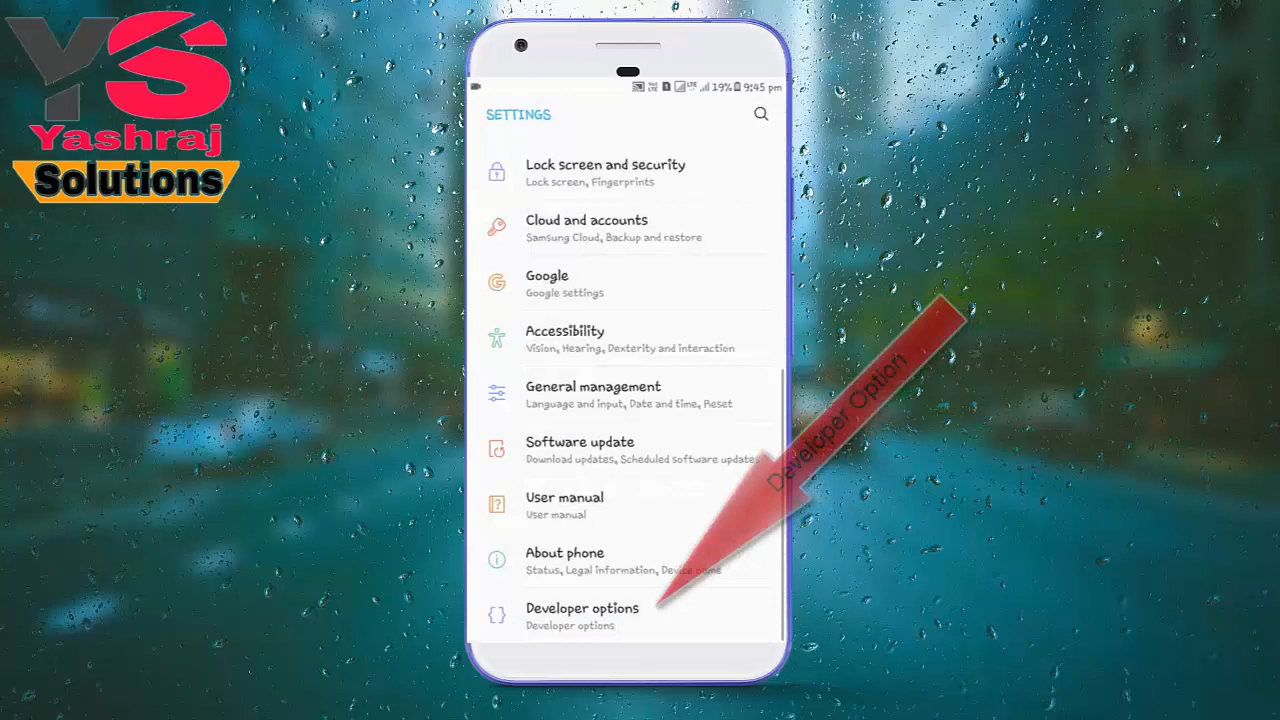 YS
Yashraj
Solutions
19% 9:45 pm
SETTINGS
Lock screen and security
Lock screen, Fingerprints
Cloud and accounts
Samsung Cloud, Backup and restore
Google
Google settings
Accessibility
Vision, Hearing, Dexterity and interaction
General management
Language and input, Date and time, Reset
Software update
Download updates, Scheduled software updates
User manual
User manual
About phone
Status, Legal information, Device name
Developer options
Developer options
Developer Option